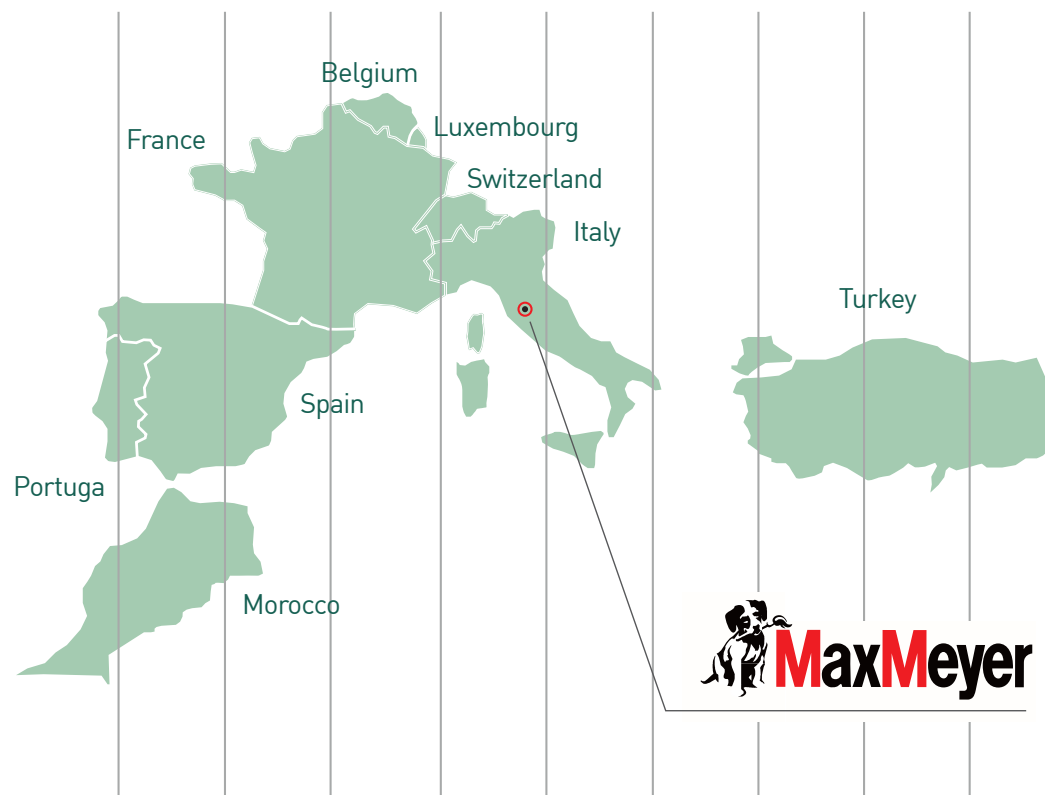 Belgium
Luxembourg
France
Switzerland
Italy
Turkey
Spain
Portuga
Morocco
MaxMeyer